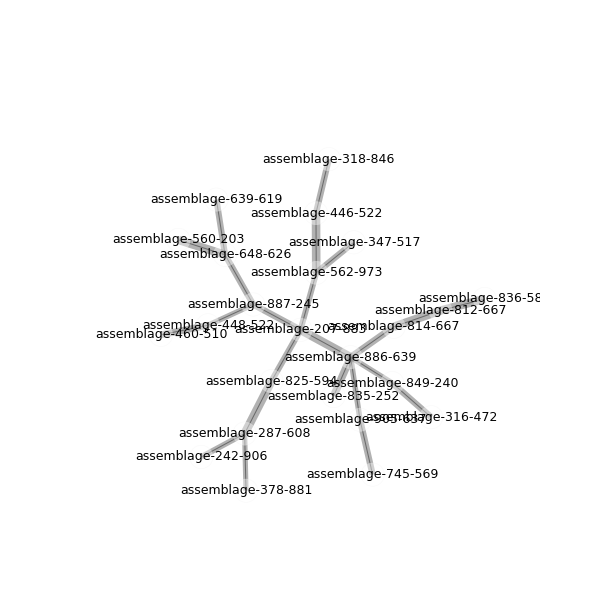 assemblage-318-846
assemblage-639-619
assemblage-446-522
assemblage-560-203
assemblage-347-517
assemblage-648-626
assemblage-562-973
assemblage-836-58
assemblage-887-245
assemblage-812-667
assemblage-448-522
assemblage-814-667
assemblage-207-883
assemblage-460-510
assemblage-886-639
assemblage-825-594
assemblage-849-240
assemblage-835-252
assemblage-316-472
assemblage-287-608
assemblage-242-906
assemblage-745-569
assemblage-378-881